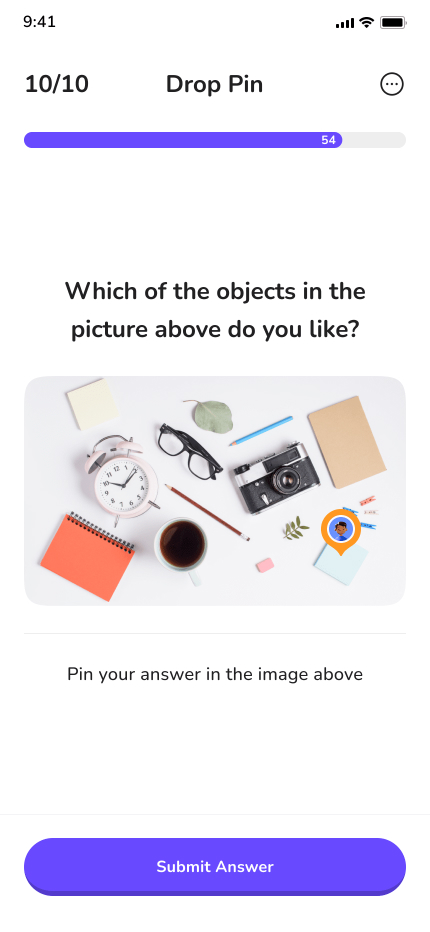 9:41
10/10 Drop Pin
54
Which of the objects in the
picture above do you like?
Pin your answer in the image above
Submit Answer